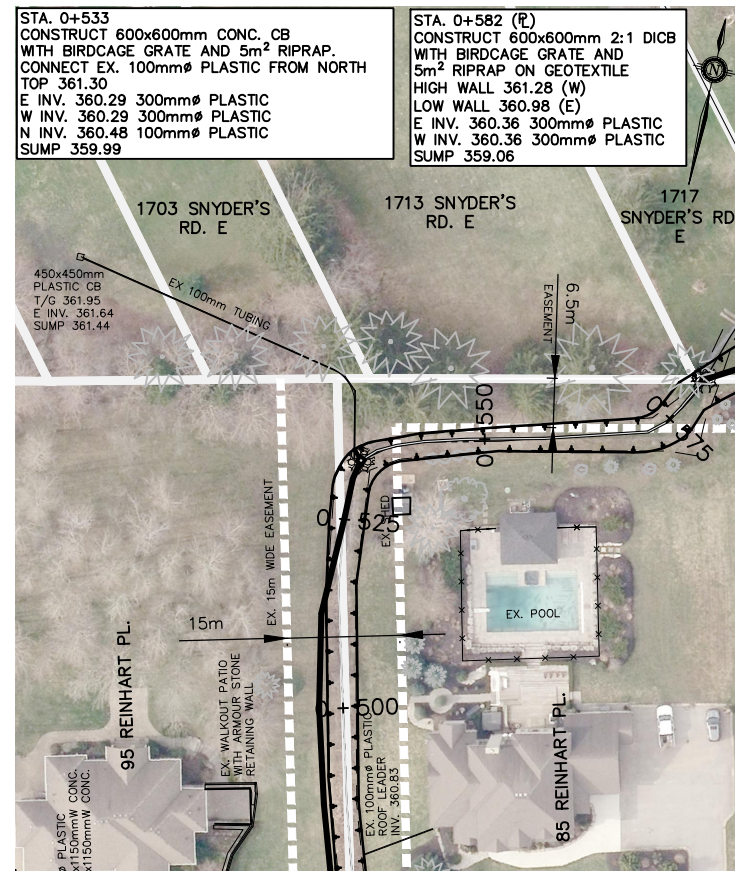 STA. 0+533
CONSTRUCT 600x600mm CONC. CB
WITH BIRDCAGE GRATE AND 5m² RIPRAP.
CONNECT EX. 100mmø PLASTIC FROM NORTH
TOP 361.30
E INV. 360.29 300mmø PLASTIC
W INV. 360.29 300mmø PLASTIC
N INV. 360.48 100mmø PLASTIC
SUMP 359.99
STA. 0+582 (℄)
CONSTRUCT 600x600mm 2:1 DICB
WITH BIRDCAGE GRATE AND
5m² RIPRAP ON GEOTEXTILE
HIGH WALL 361.28 (W)
LOW WALL 360.98 (E)
E INV. 360.36 300mmø PLASTIC
W INV. 360.36 300mmø PLASTIC
SUMP 359.06
N
1703 SNYDER'S
RD. E
1713 SNYDER'S
RD. E
1717
SNYDER'S RD
E
450x450mm
PLASTIC CB
T/G 361.95
E INV. 361.64
SUMP 361.44
EX 100mm TUBING
6.5m
EASEMENT
0+550
0+575
EX. 15m WIDE EASEMENT
EX. SHED
0+525
15m
EX. POOL
95 REINHART PL.
EX. WALKOUT PATIO
WITH ARMOUR STONE
RETAINING WALL
0+500
EX. 100mmø PLASTIC
ROOF LEADER
INV. 360.83
85 REINHART PL.
ø PLASTIC
x1150mmW CONC.
x1150mmW CONC.